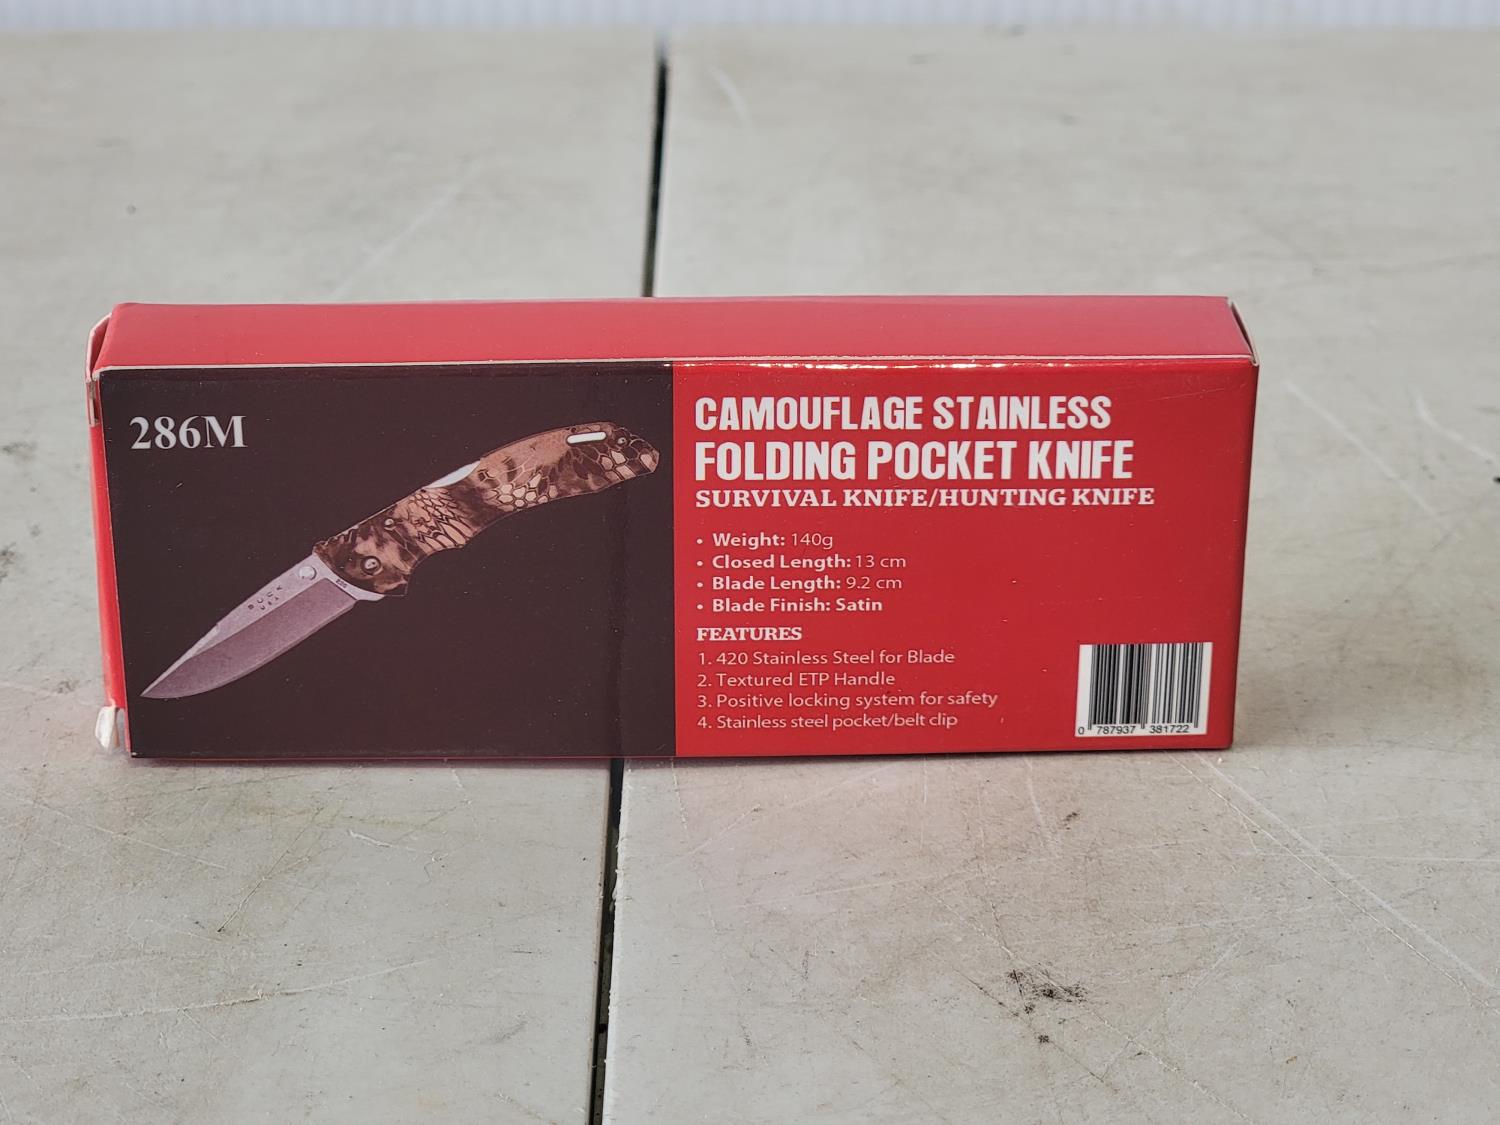 286M
BUCK
USA
CAMOUFLAGE STAINLESS
FOLDING POCKET KNIFE
SURVIVAL KNIFE/HUNTING KNIFE
• Weight: 140g
• Closed Length: 13 cm
• Blade Length: 9.2 cm
• Blade Finish: Satin
FEATURES
1. 420 Stainless Steel for Blade
2. Textured ETP Handle
3. Positive locking system for safety
4. Stainless steel pocket/belt clip
0 787937 381722